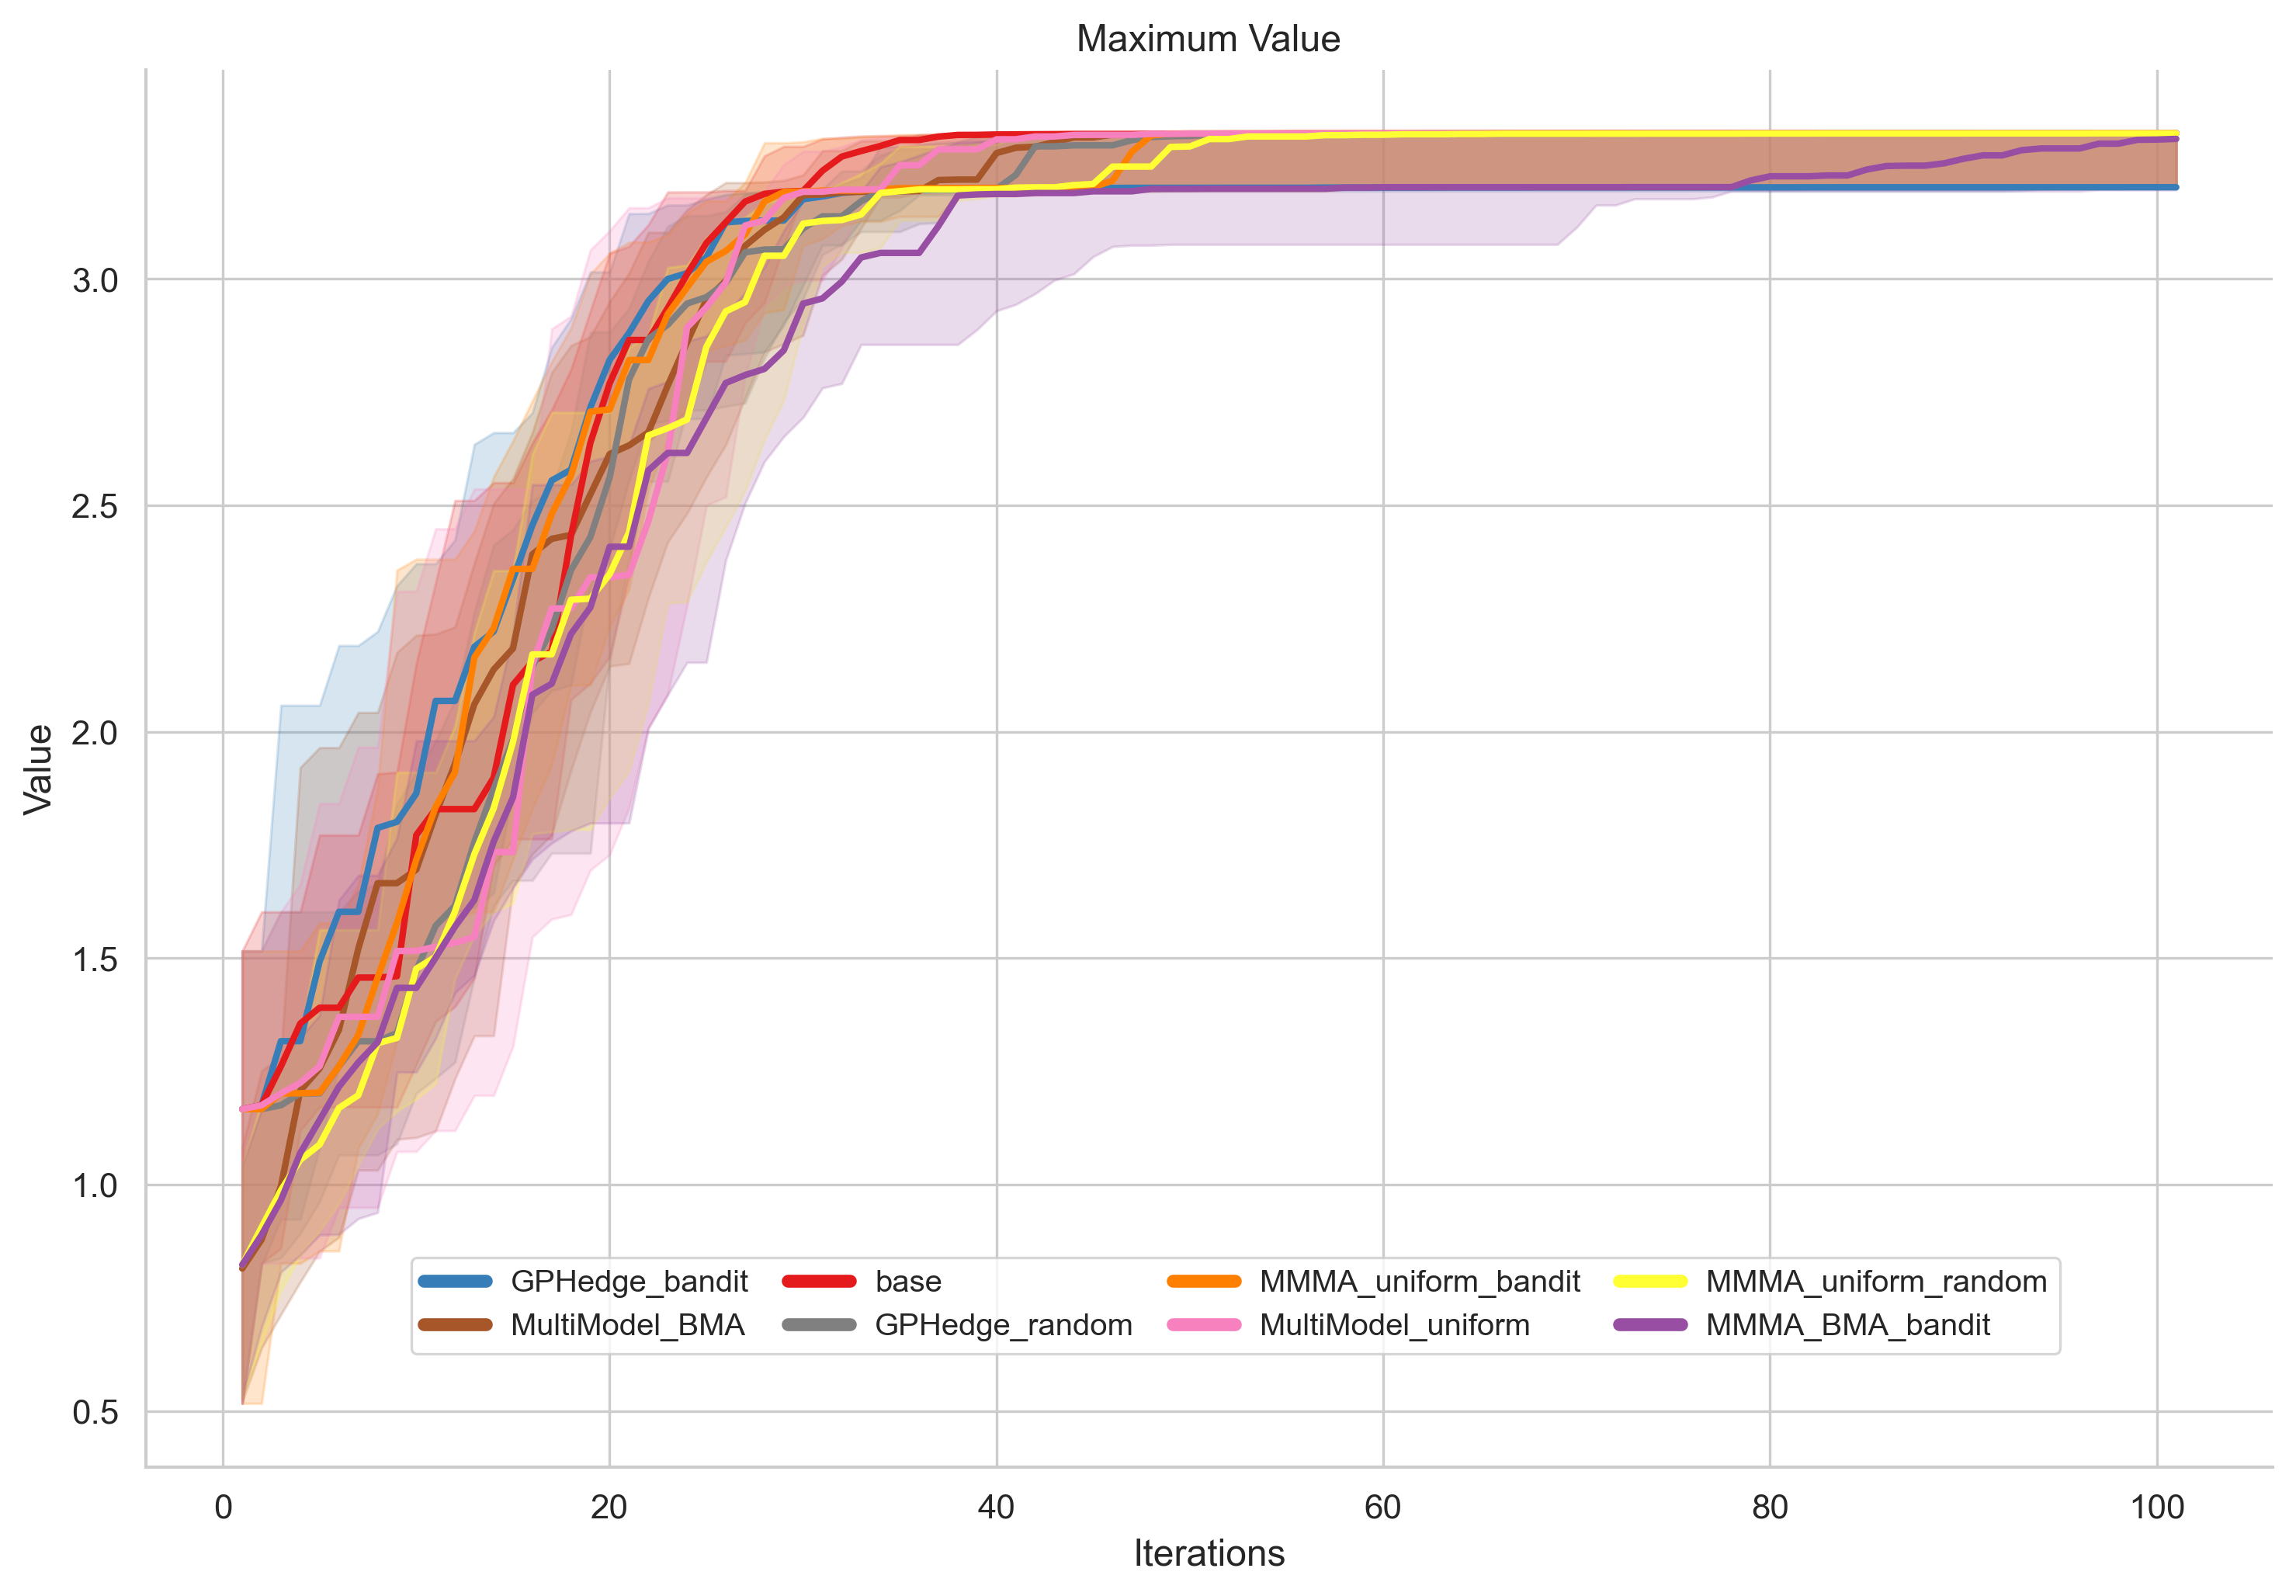 Maximum Value
Value
3.0
2.5
2.0
1.5
1.0
0.5
GPHedge_bandit base MMMA_uniform_bandit MMMA_uniform_random
MultiModel_BMA GPHedge_random MultiModel_uniform MMMA_BMA_bandit
0 20 40 60 80 100
Iterations